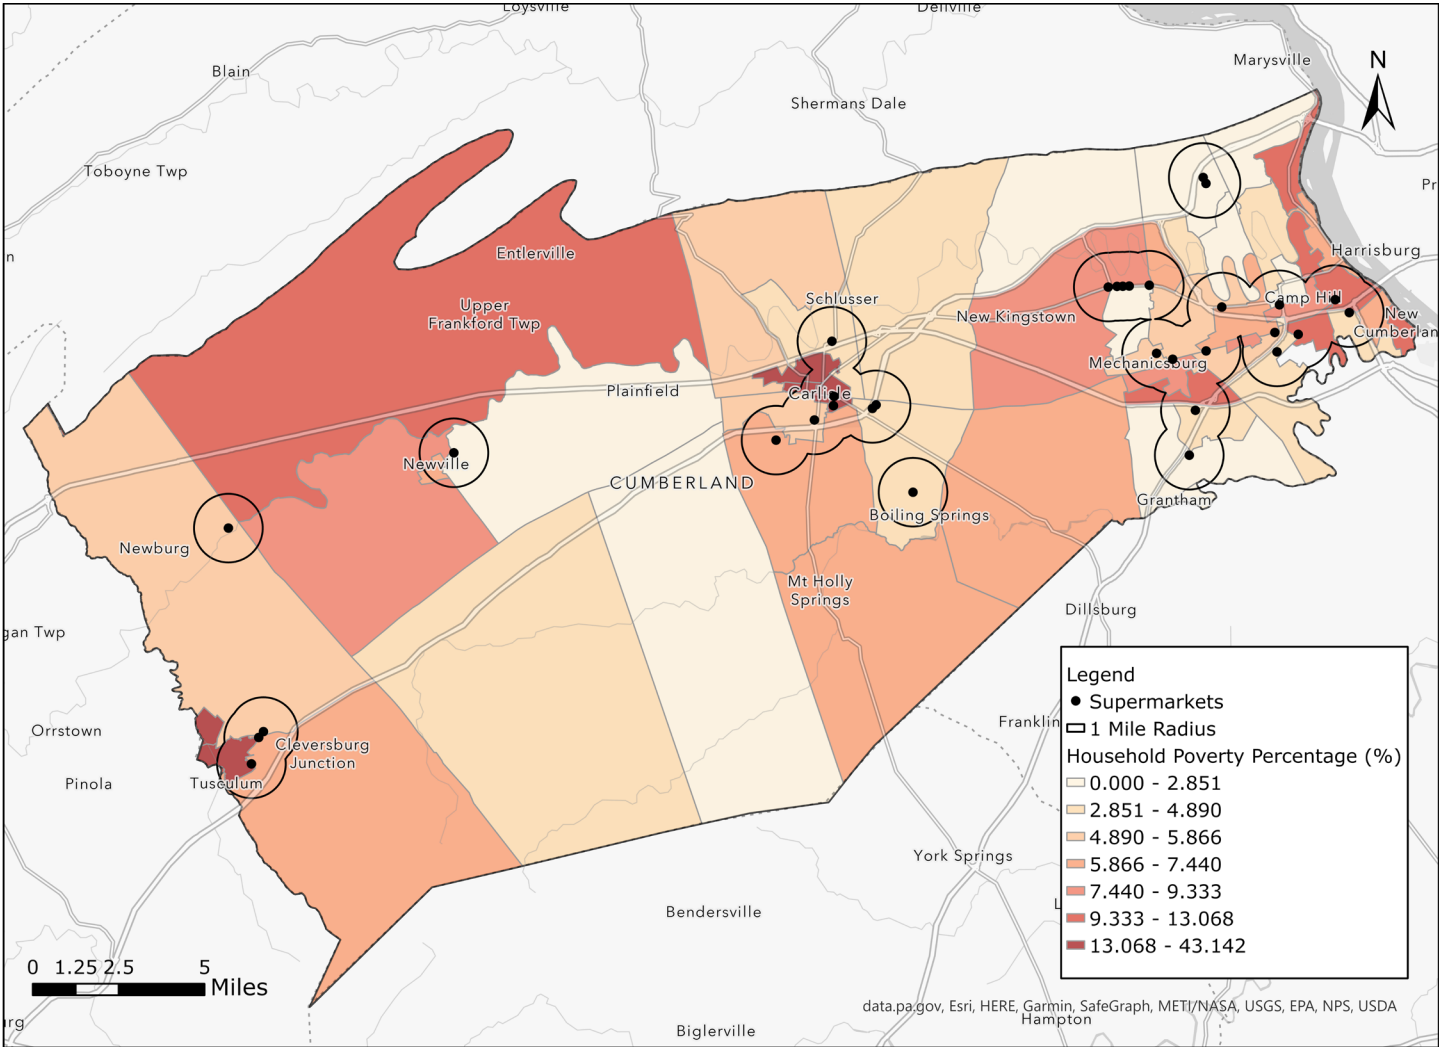 Loysville
Dellville
Marysville
N
Blain
Shermans Dale
Toboyne Twp
Pr
Harrisburg
n
Entlerville
Upper
Frankford Twp
Schlusser
Camp Hill
New Kingstown
New
Cumberlan
Mechanicsburg
Plainfield
Carlisle
Newville
CUMBERLAND
Grantham
Boiling Springs
Newburg
Mt Holly
Springs
Dillsburg
gan Twp
Legend
Supermarkets
1 Mile Radius
Household Poverty Percentage (%)
0.000 - 2.851
2.851 - 4.890
4.890 - 5.866
5.866 - 7.440
7.440 - 9.333
9.333 - 13.068
13.068 - 43.142
Franklin
Orrstown
Cleversburg
Junction
Pinola
Tusculum
York Springs
L
Bendersville
0 1.25 2.5 5
Miles
data.pa.gov, Esri, HERE, Garmin, SafeGraph, METI/NASA, USGS, EPA, NPS, USDA
Hampton
rg
Biglerville